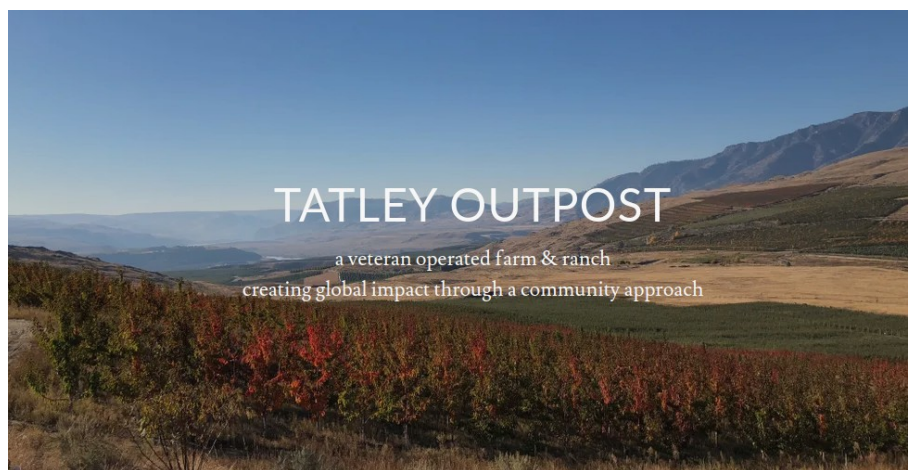 TATLEY OUTPOST
a veteran operated farm & ranch
creating global impact through a community approach